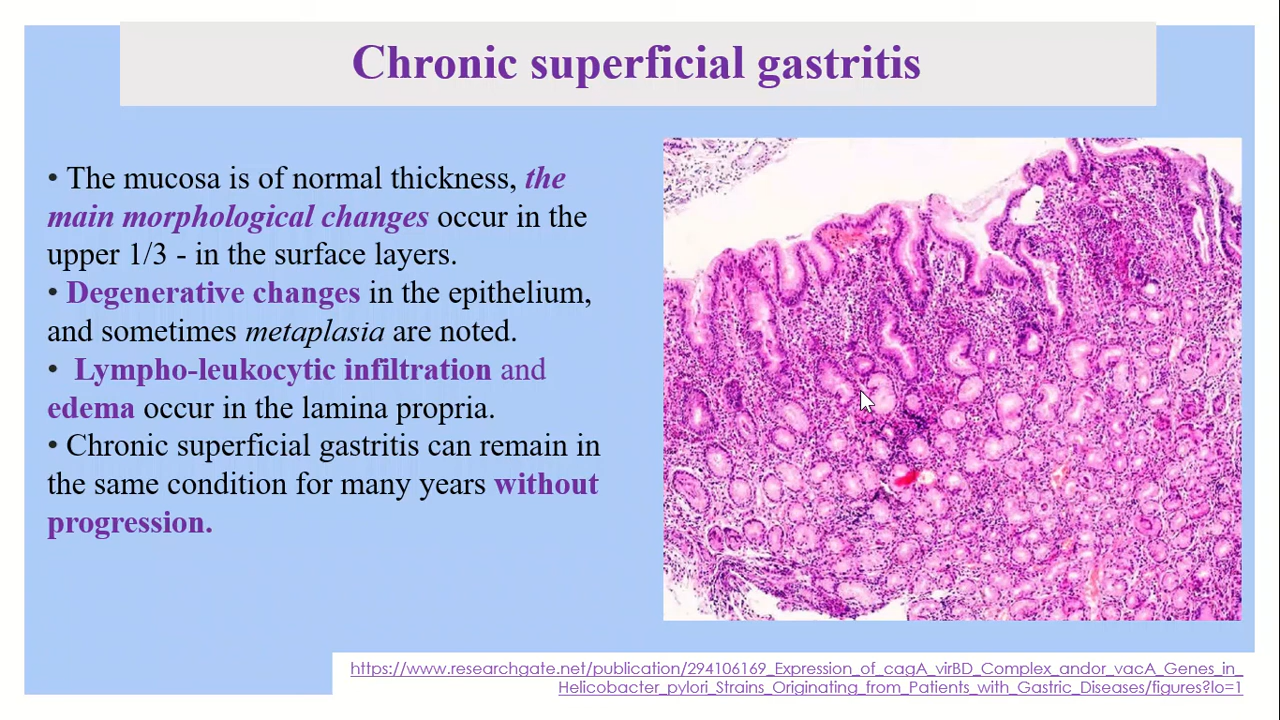 Chronic superficial gastritis
• The mucosa is of normal thickness, the
main morphological changes occur in the
upper 1/3 - in the surface layers.
• Degenerative changes in the epithelium,
and sometimes metaplasia are noted.
• Lympho-leukocytic infiltration and
edema occur in the lamina propria.
• Chronic superficial gastritis can remain in
the same condition for many years without
progression.
https://www.researchgate.net/publication/294106169_Expression_of_cagA_virBD_Complex_andor_vacA_Genes_in_
Helicobacter_pylori_Strains_Originating_from_Patients_with_Gastric_Diseases/figures?lo=1